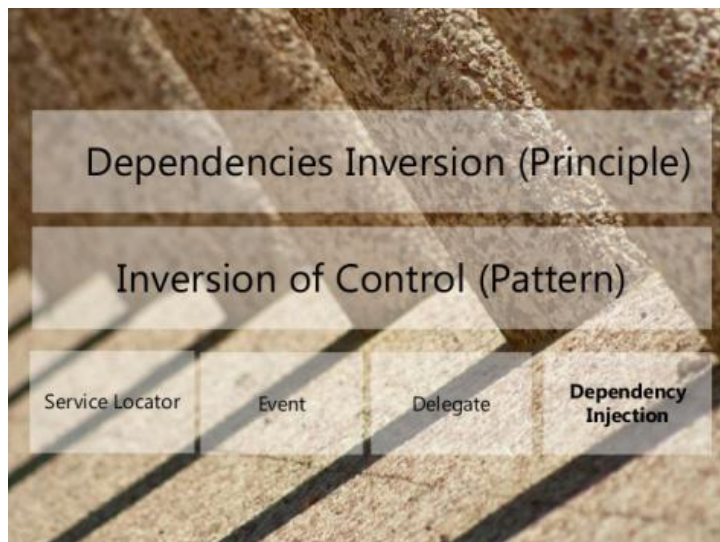 Dependencies Inversion (Principle)
Inversion of Control (Pattern)
Service Locator
Event
Delegate
Dependency
Injection